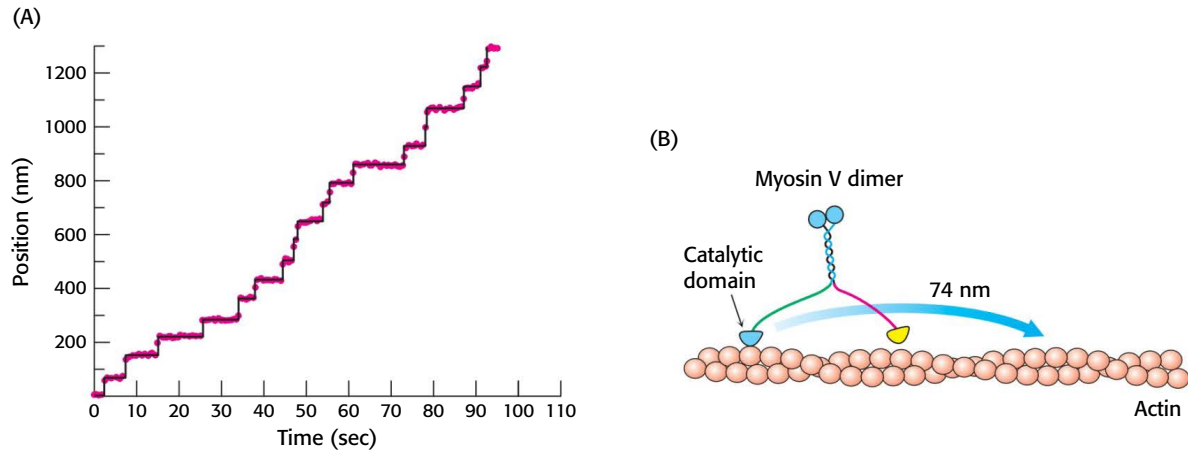 (A)
1200
1000
800
600
400
200
Position (nm)
0 10 20 30 40 50 60 70 80 90 100 110
Time (sec)
(B)
Myosin V dimer
Catalytic
domain
74 nm
Actin